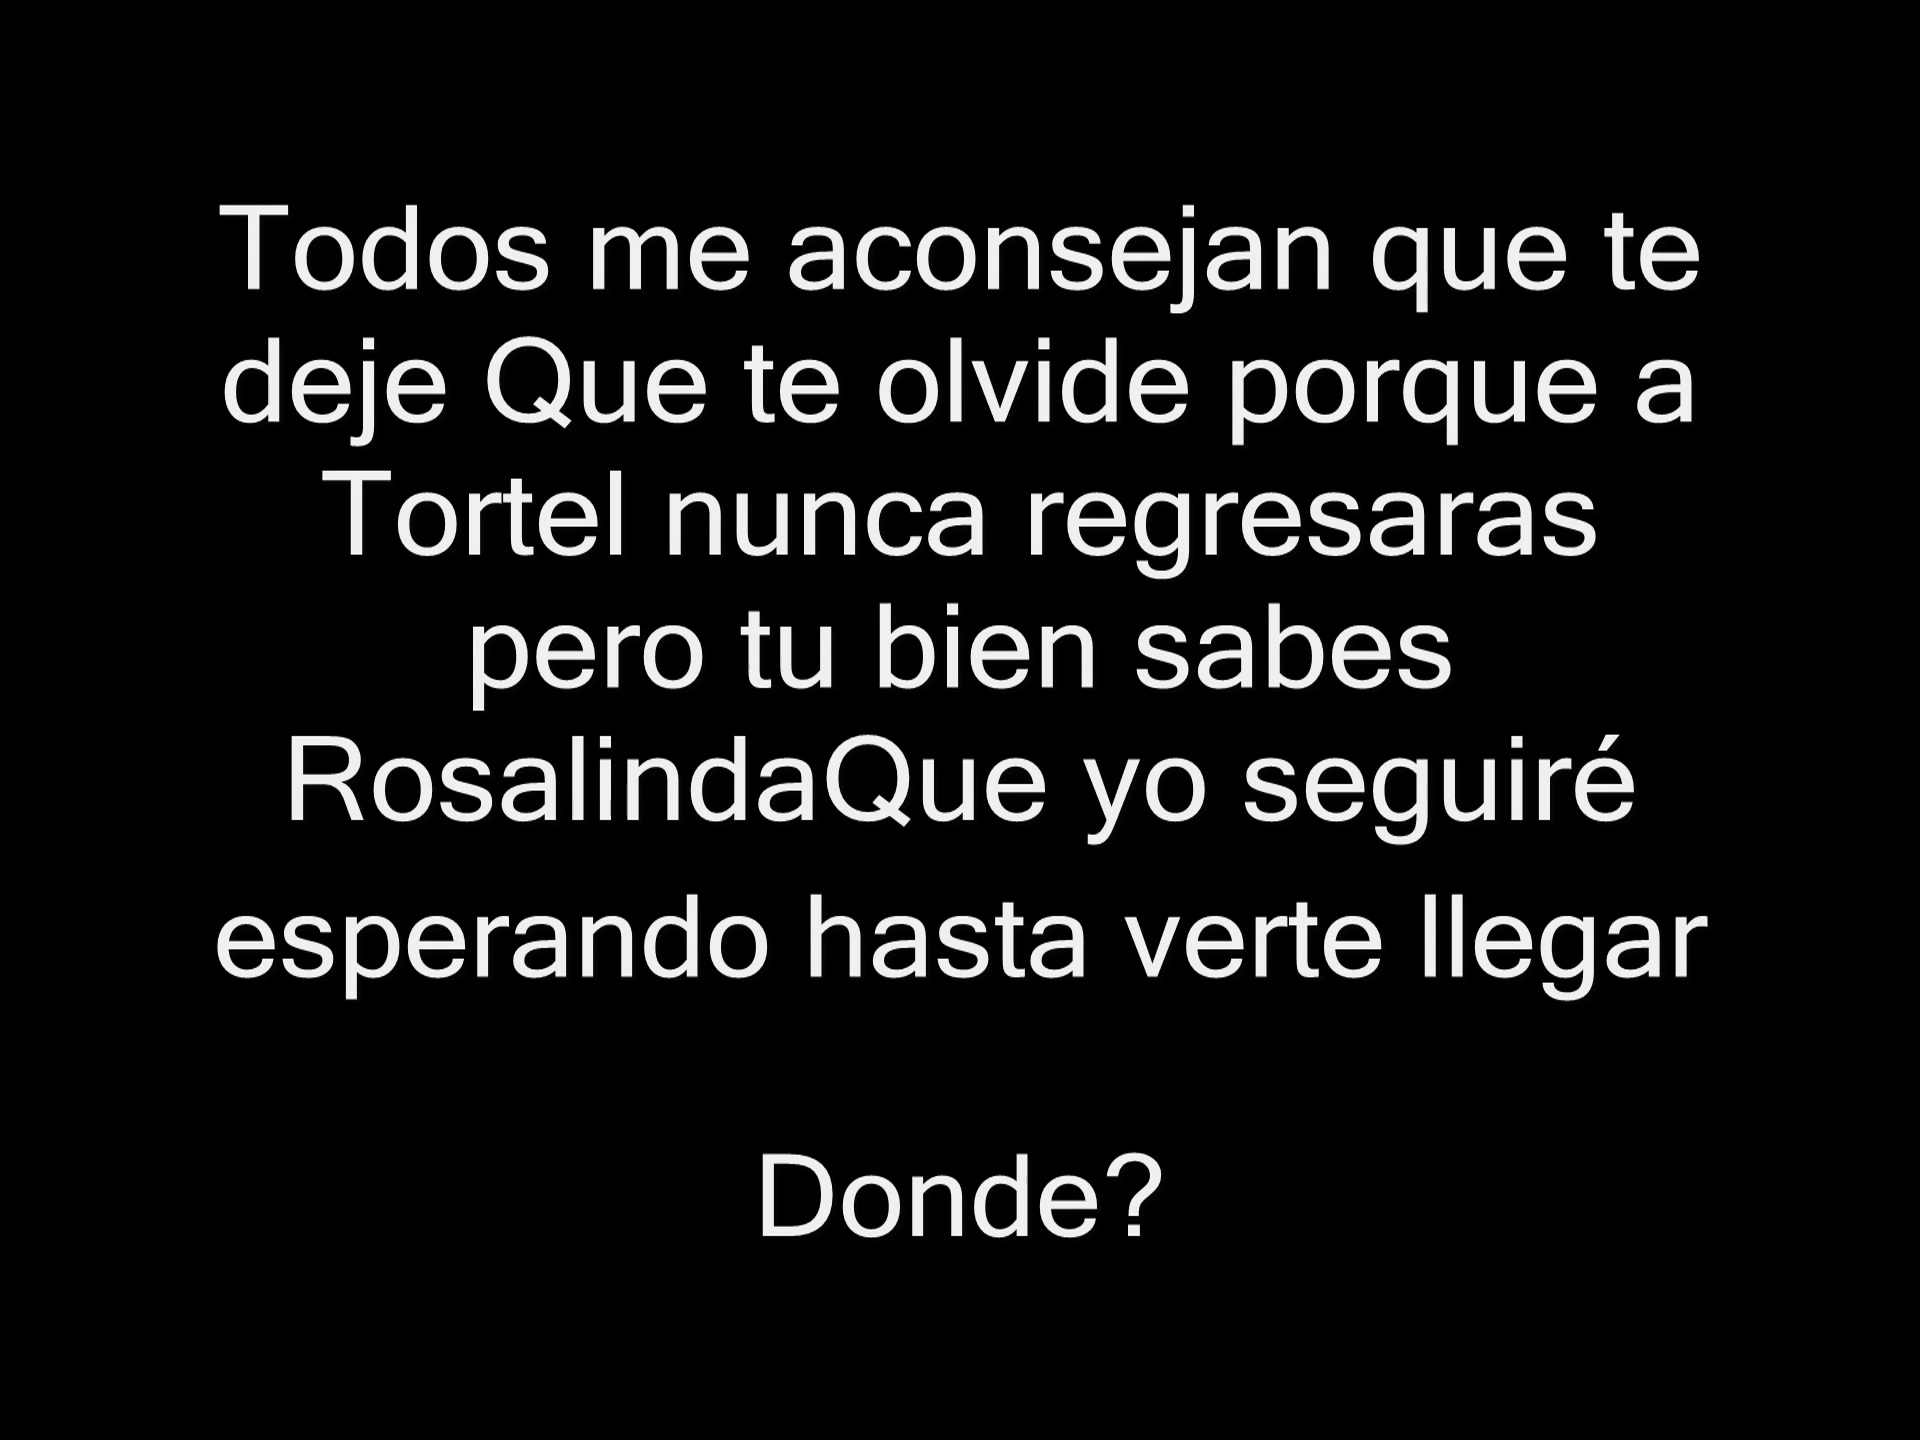 Todos me aconsejan que te
deje Que te olvide porque a
Tortel nunca regresaras
pero tu bien sabes
RosalindaQue yo seguiré
esperando hasta verte llegar
Donde?